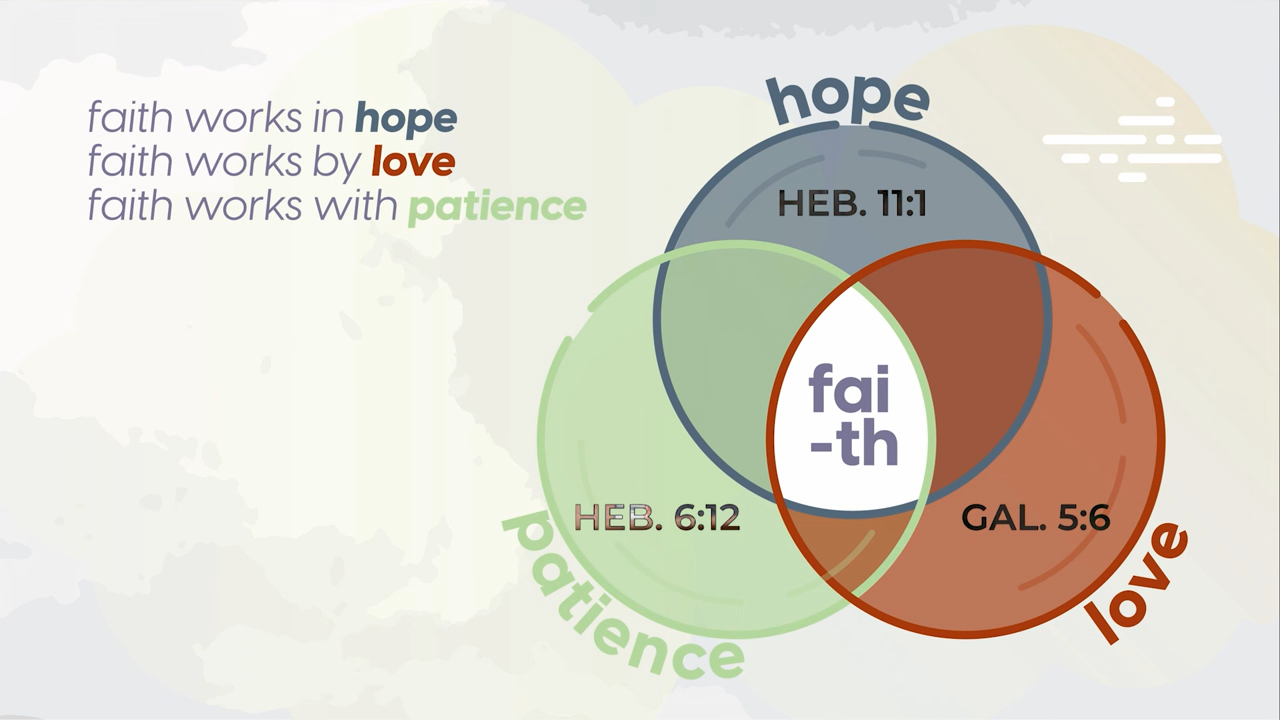 faith works in hope
faith works by love
faith works with patience
hope
HEB. 11:1
fai
-th
HEB. 6:12
GAL. 5:6
patience
love